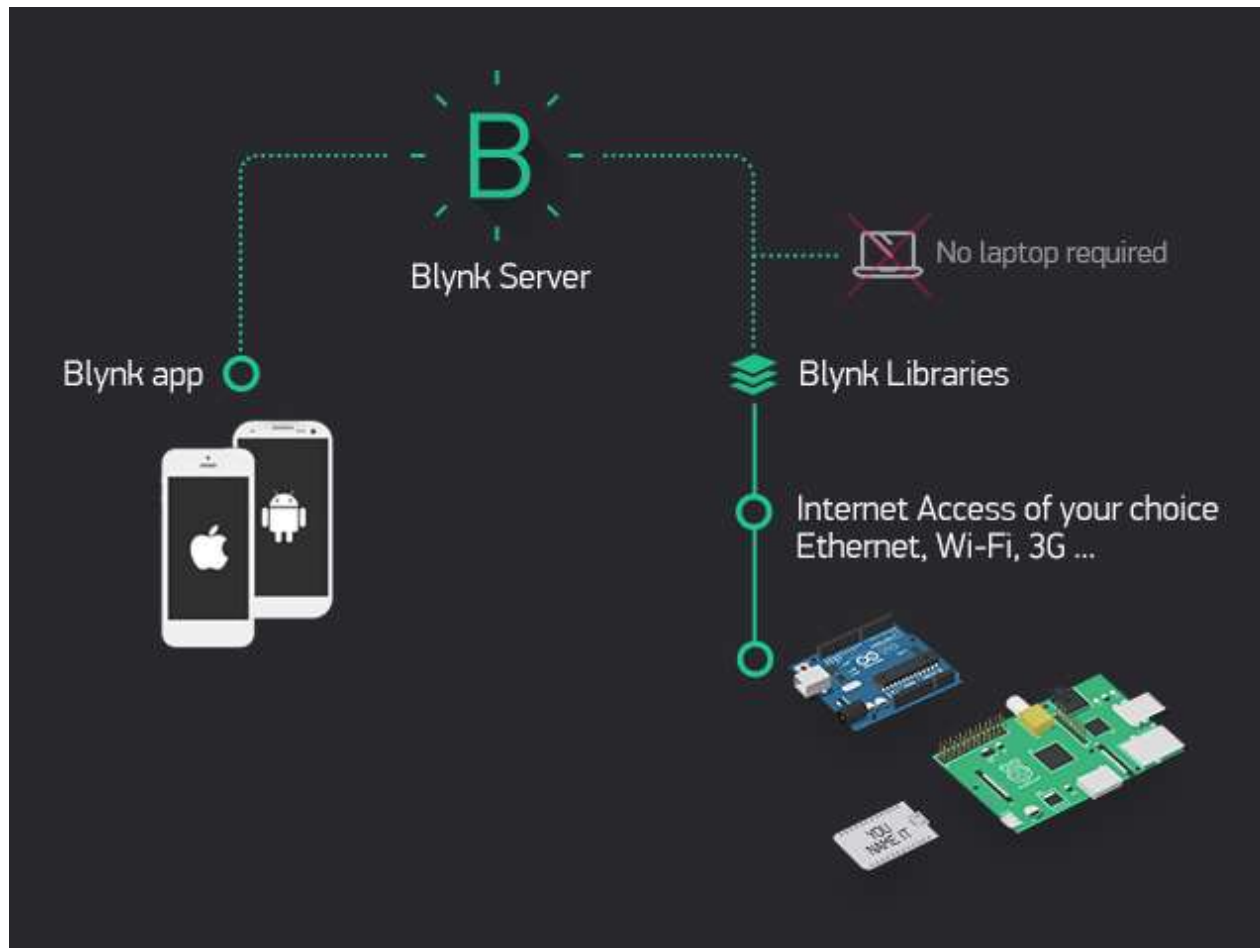 B
Blynk Server
No laptop required
Blynk app
Blynk Libraries
Internet Access of your choice
Ethernet, Wi-Fi, 3G ...
YOU
NAME IT